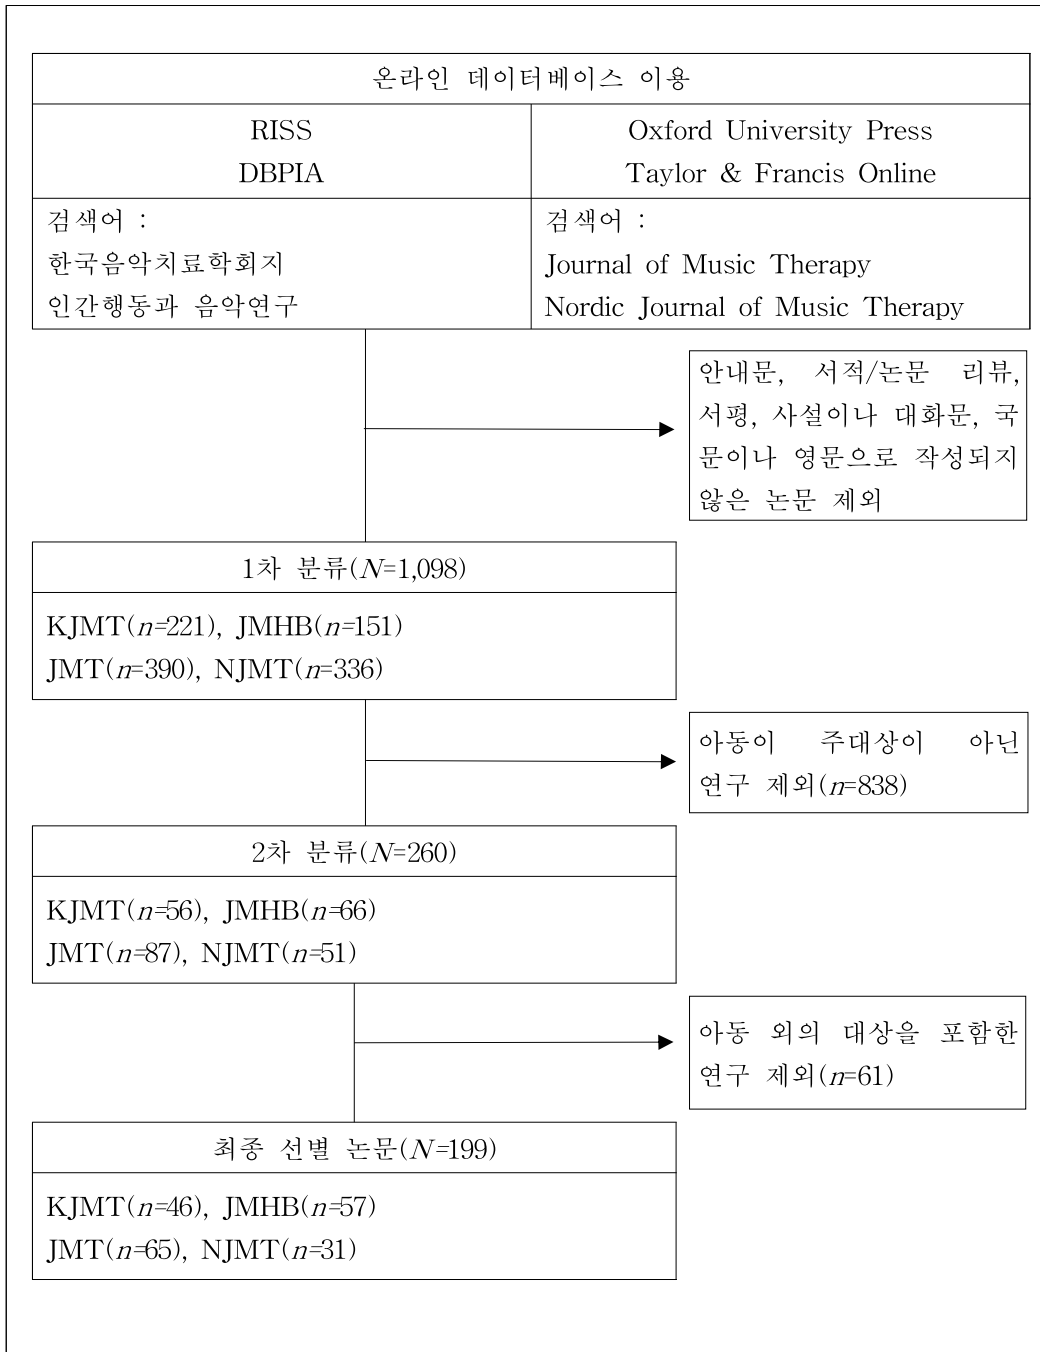 온라인 데이터베이스 이용
RISS
DBPIA
Oxford University Press
Taylor & Francis Online
검색어 :
한국음악치료학회지
인간행동과 음악연구
검색어 :
Journal of Music Therapy
Nordic Journal of Music Therapy
안내문, 서적/논문 리뷰,
서평, 사설이나 대화문, 국
문이나 영문으로 작성되지
않은 논문 제외
1차 분류(N=1,098)
KJMT(n=221), JMHB(n=151)
JMT(n=390), NJMT(n=336)
아동이 주대상이 아닌
연구 제외(n=838)
2차 분류(N=260)
KJMT(n=56), JMHB(n=66)
JMT(n=87), NJMT(n=51)
아동 외의 대상을 포함한
연구 제외(n=61)
최종 선별 논문(N=199)
KJMT(n=46), JMHB(n=57)
JMT(n=65), NJMT(n=31)